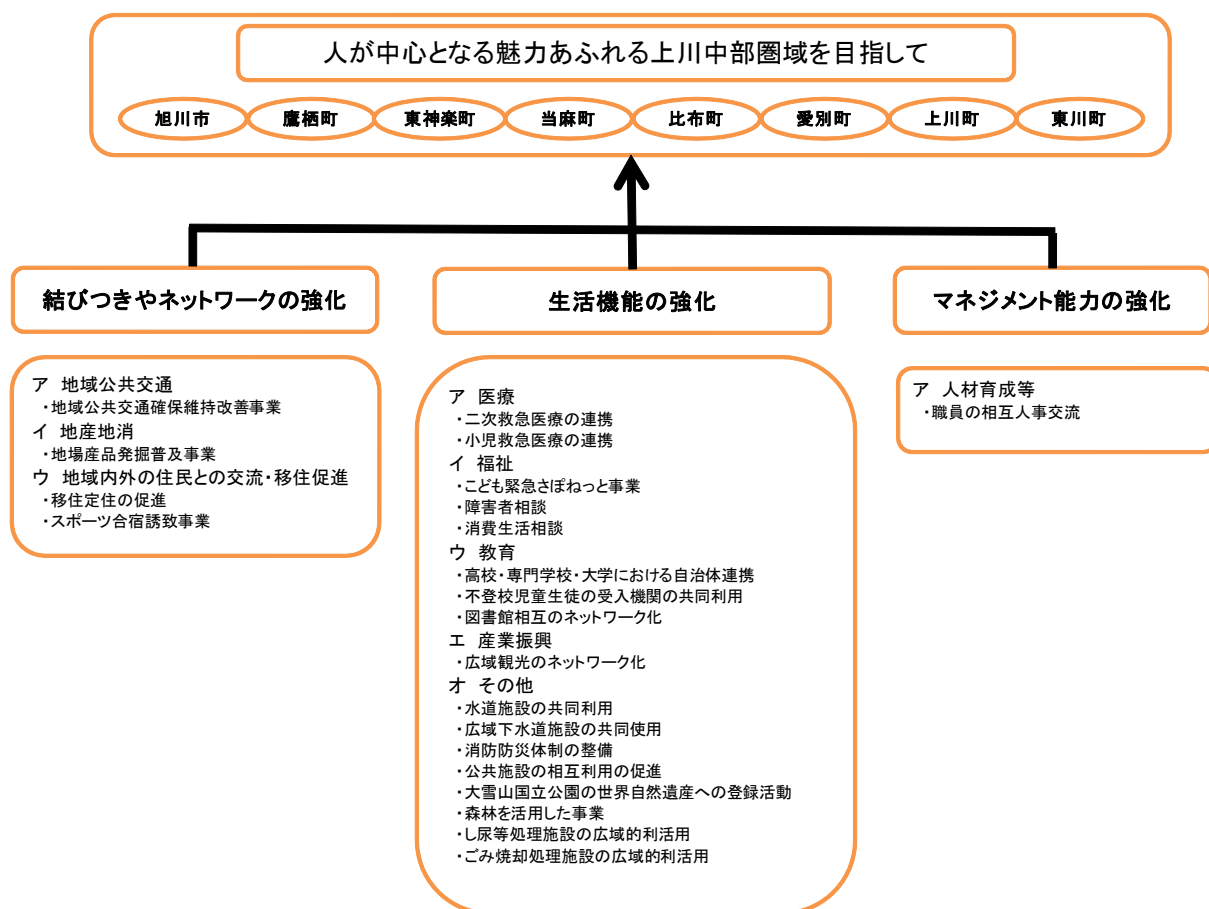 人が中心となる魅力あふれる上川中部圏域を目指して
旭川市 鷹栖町 東神楽町 当麻町 比布町 愛別町 上川町 東川町
結びつきやネットワークの強化
ア 地域公共交通
・地域公共交通確保維持改善事業
イ 地産地消
・地場産品発掘普及事業
ウ 地域内外の住民との交流・移住促進
・移住定住の促進
・スポーツ合宿誘致事業
生活機能の強化
ア 医療
・二次救急医療の連携
・小児救急医療の連携
イ 福祉
・こども緊急さぽねっと事業
・障害者相談
・消費生活相談
ウ 教育
・高校・専門学校・大学における自治体連携
・不登校児童生徒の受入機関の共同利用
・図書館相互のネットワーク化
エ 産業振興
・広域観光のネットワーク化
オ その他
・水道施設の共同利用
・広域下水道施設の共同使用
・消防防災体制の整備
・公共施設の相互利用の促進
・大雪山国立公園の世界自然遺産への登録活動
・森林を活用した事業
・し尿等処理施設の広域的利活用
・ごみ焼却処理施設の広域的利活用
マネジメント能力の強化
ア 人材育成等
・職員の相互人事交流